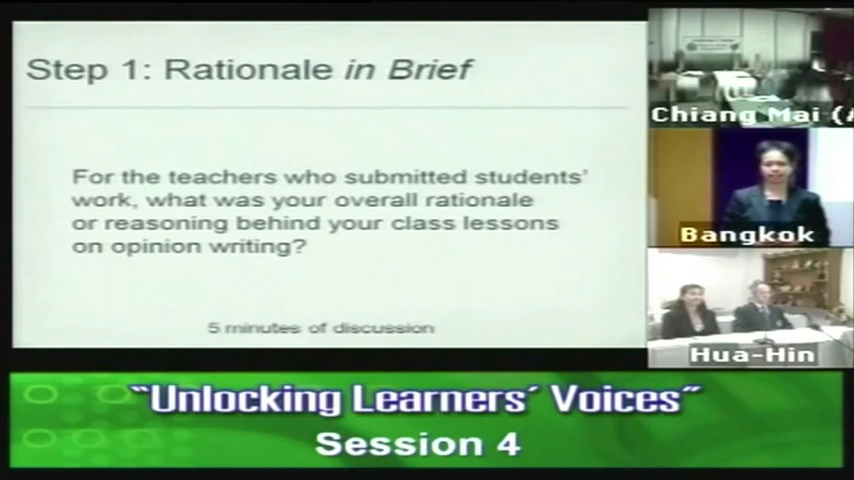 Step 1: Rationale in Brief
For the teachers who submitted students'
work, what was your overall rationale
or reasoning behind your class lessons
on opinion writing?
5 minutes of discussion
Chiang Mai (
Bangkok
Hua-Hin
"Unlocking Learners´ Voices"
Session 4